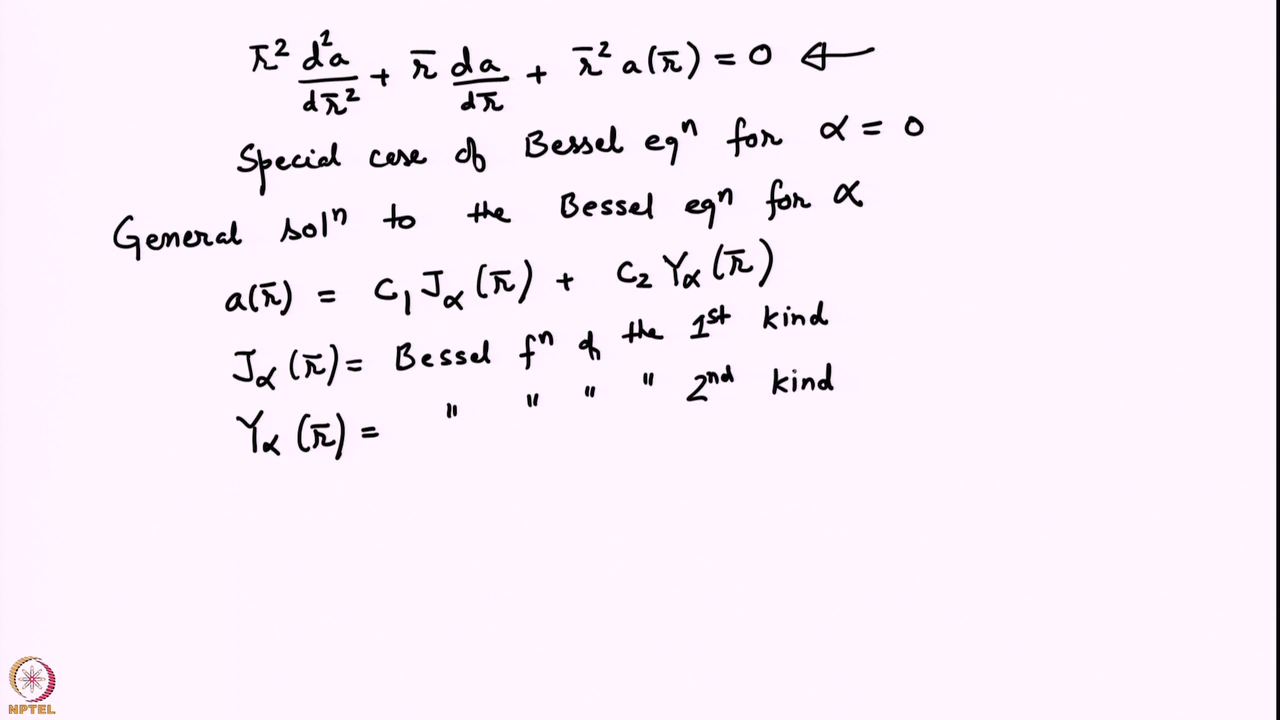 r̄² d²a/dr̄² + r̄ da/dr̄ + r̄² a(r̄) = 0 ⟵
Special case of Bessel eqⁿ for α = 0
General solⁿ to the Bessel eqⁿ for α
a(r̄) = C₁ J_α (r̄) + C₂ Y_α (r̄)
J_α (r̄) = Bessel fⁿ of the 1st kind
Y_α (r̄) = " " " " 2nd kind
NPTEL